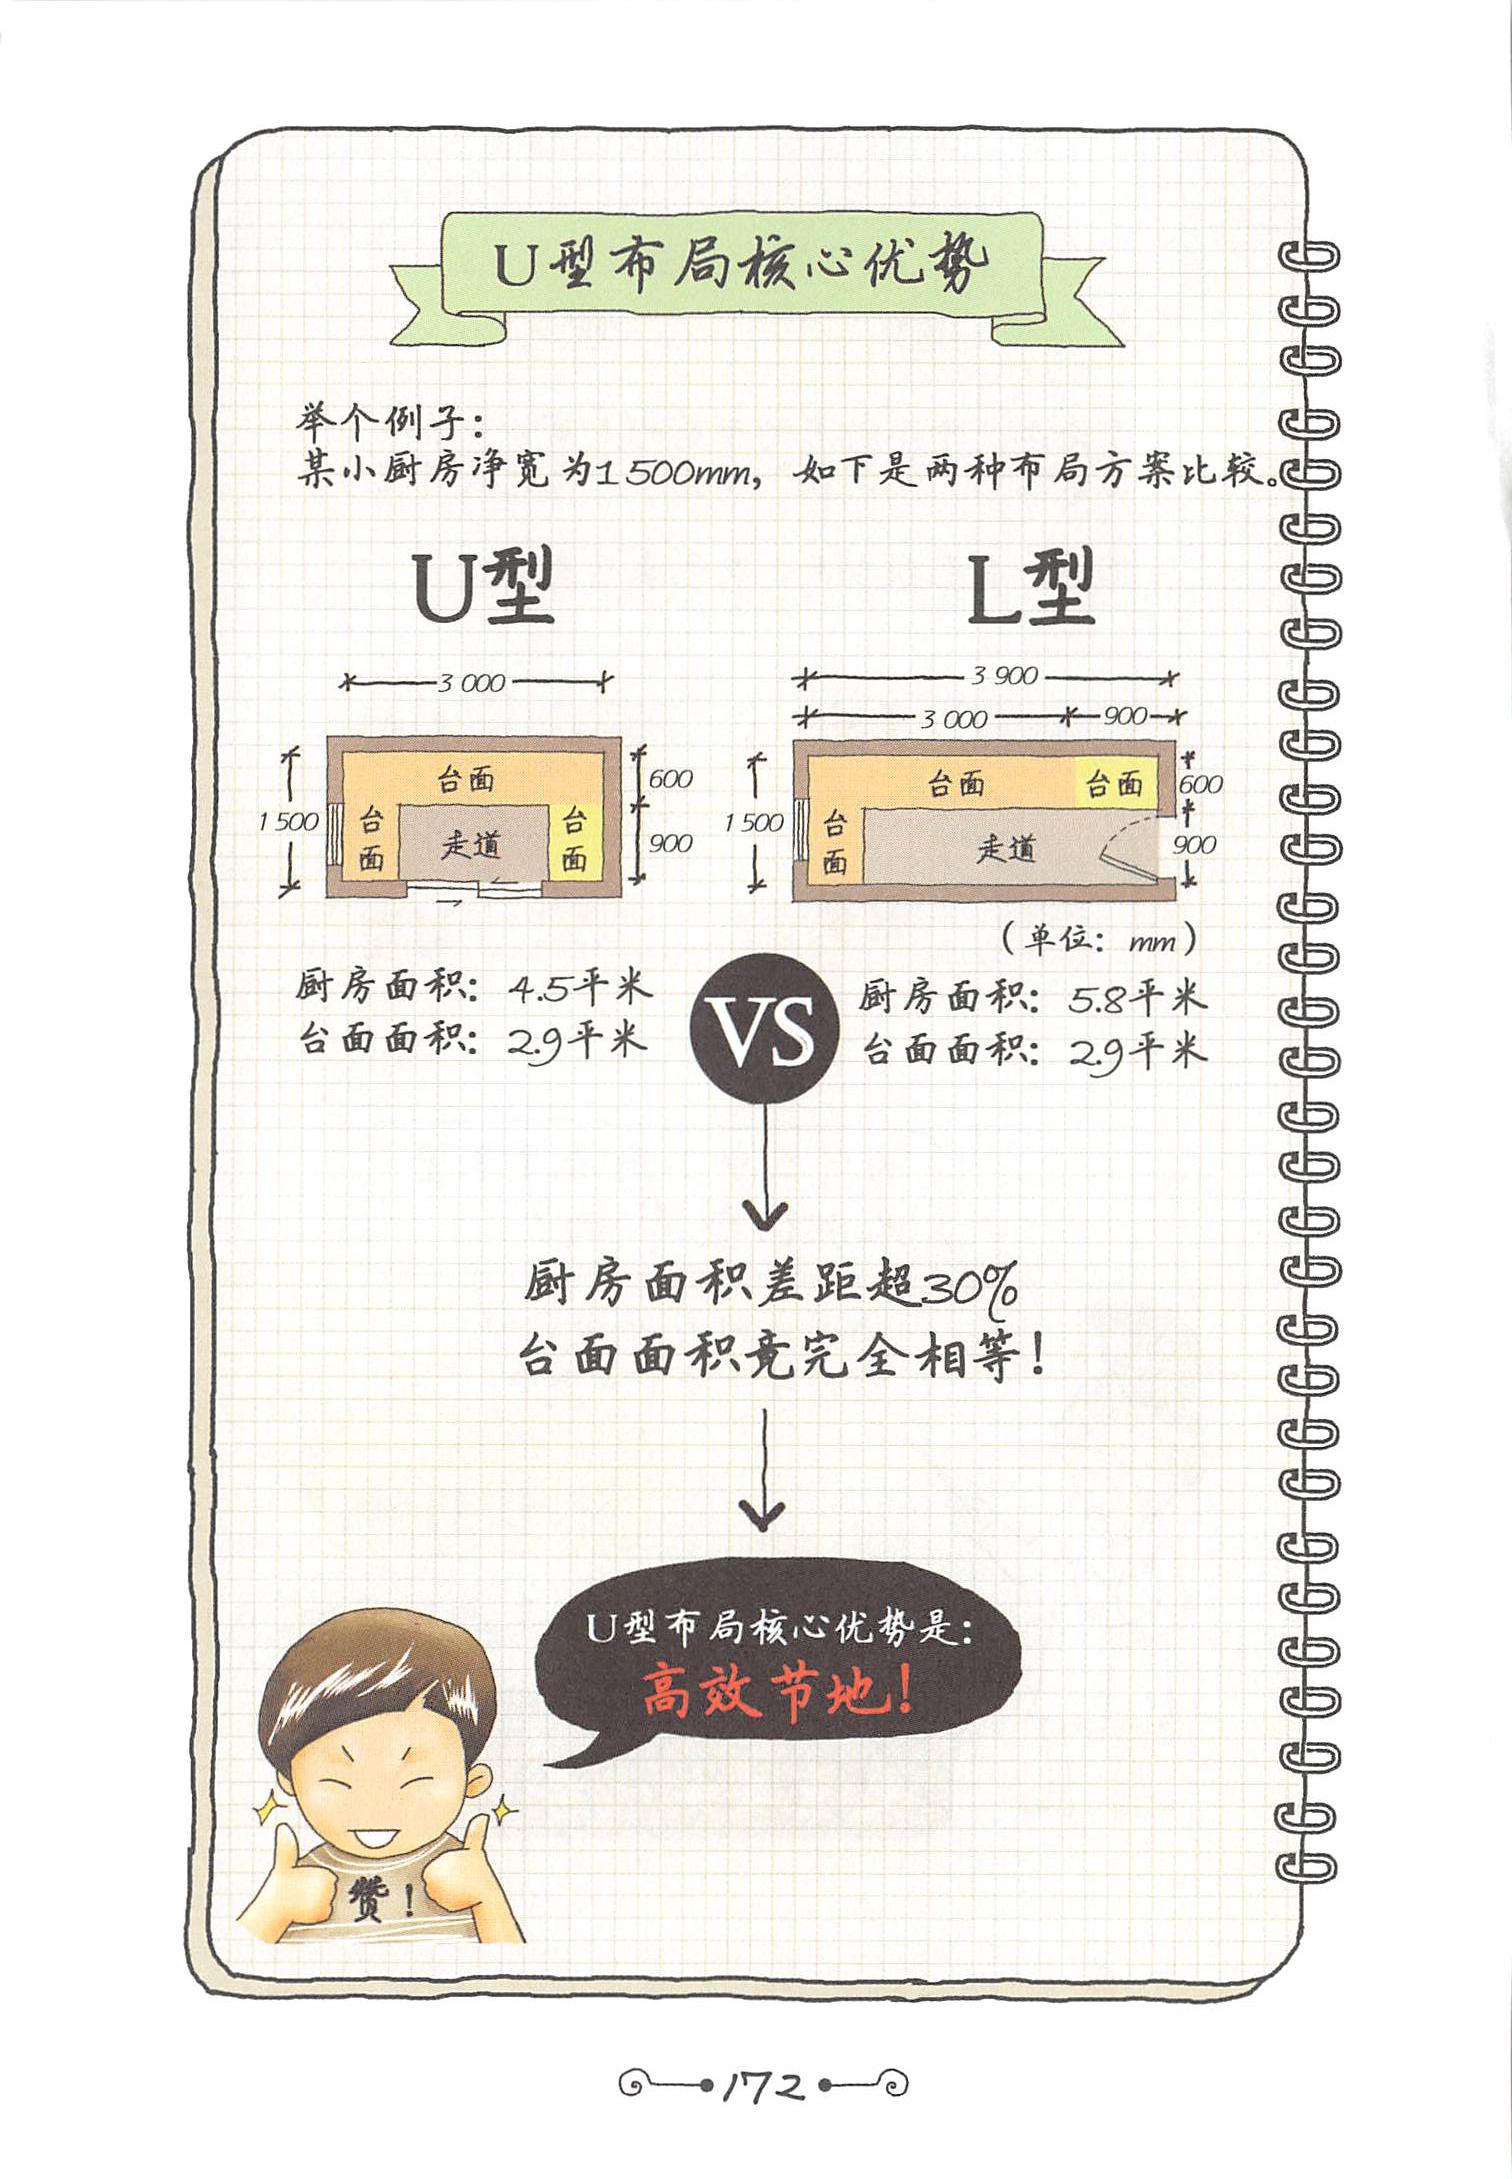 U型布局核心优势
举个例子：
某小厨房净宽为1 500mm，如下是两种布局方案比较。
U型
L型
3 000
3 900
3 000
900
台面
台面
台面
走道
1 500
600
900
台面
台面
台面
走道
1 500
600
900
（单位：mm）
厨房面积：4.5平米
台面面积：2.9平米
VS
厨房面积：5.8平米
台面面积：2.9平米
厨房面积差距超30%
台面面积竟完全相等！
U型布局核心优势是：
高效节地！
赞！
172